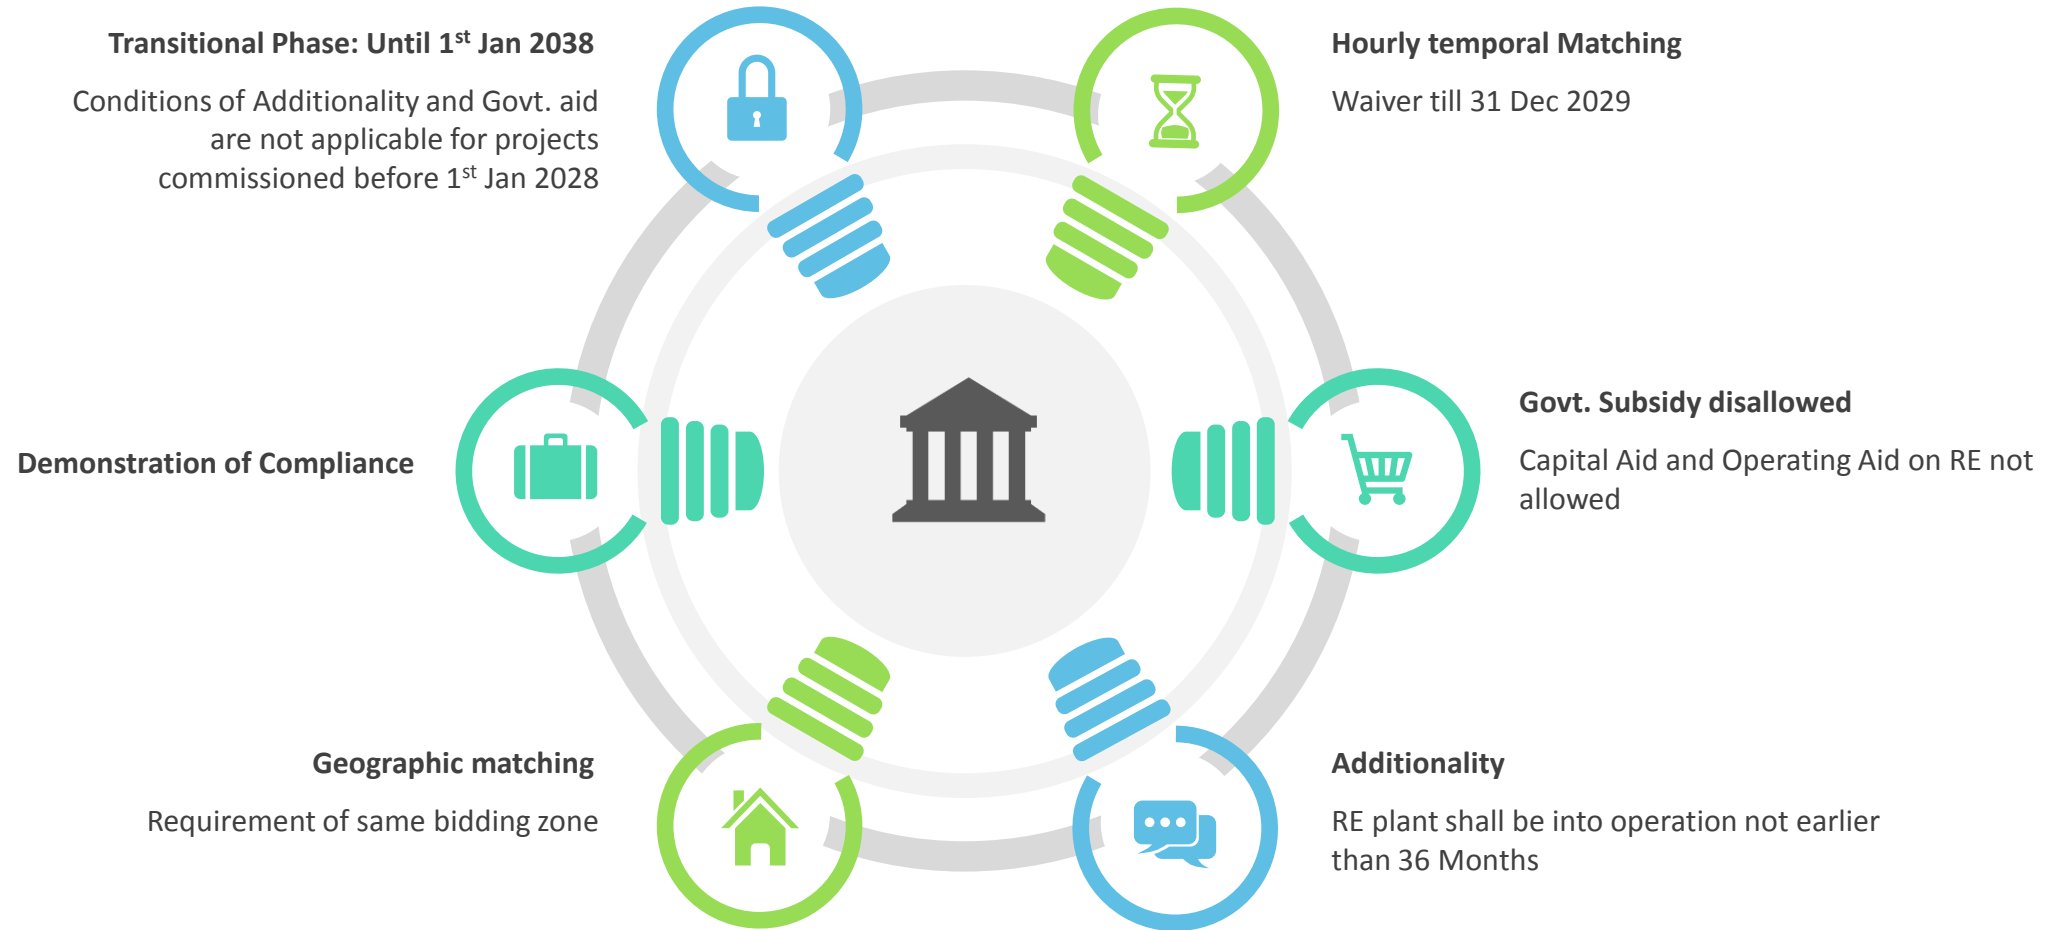 Transitional Phase: Until 1st Jan 2038
Conditions of Additionality and Govt. aid
are not applicable for projects
commissioned before 1st Jan 2028
Hourly temporal Matching
Waiver till 31 Dec 2029
Demonstration of Compliance
Govt. Subsidy disallowed
Capital Aid and Operating Aid on RE not
allowed
Geographic matching
Requirement of same bidding zone
Additionality
RE plant shall be into operation not earlier
than 36 Months